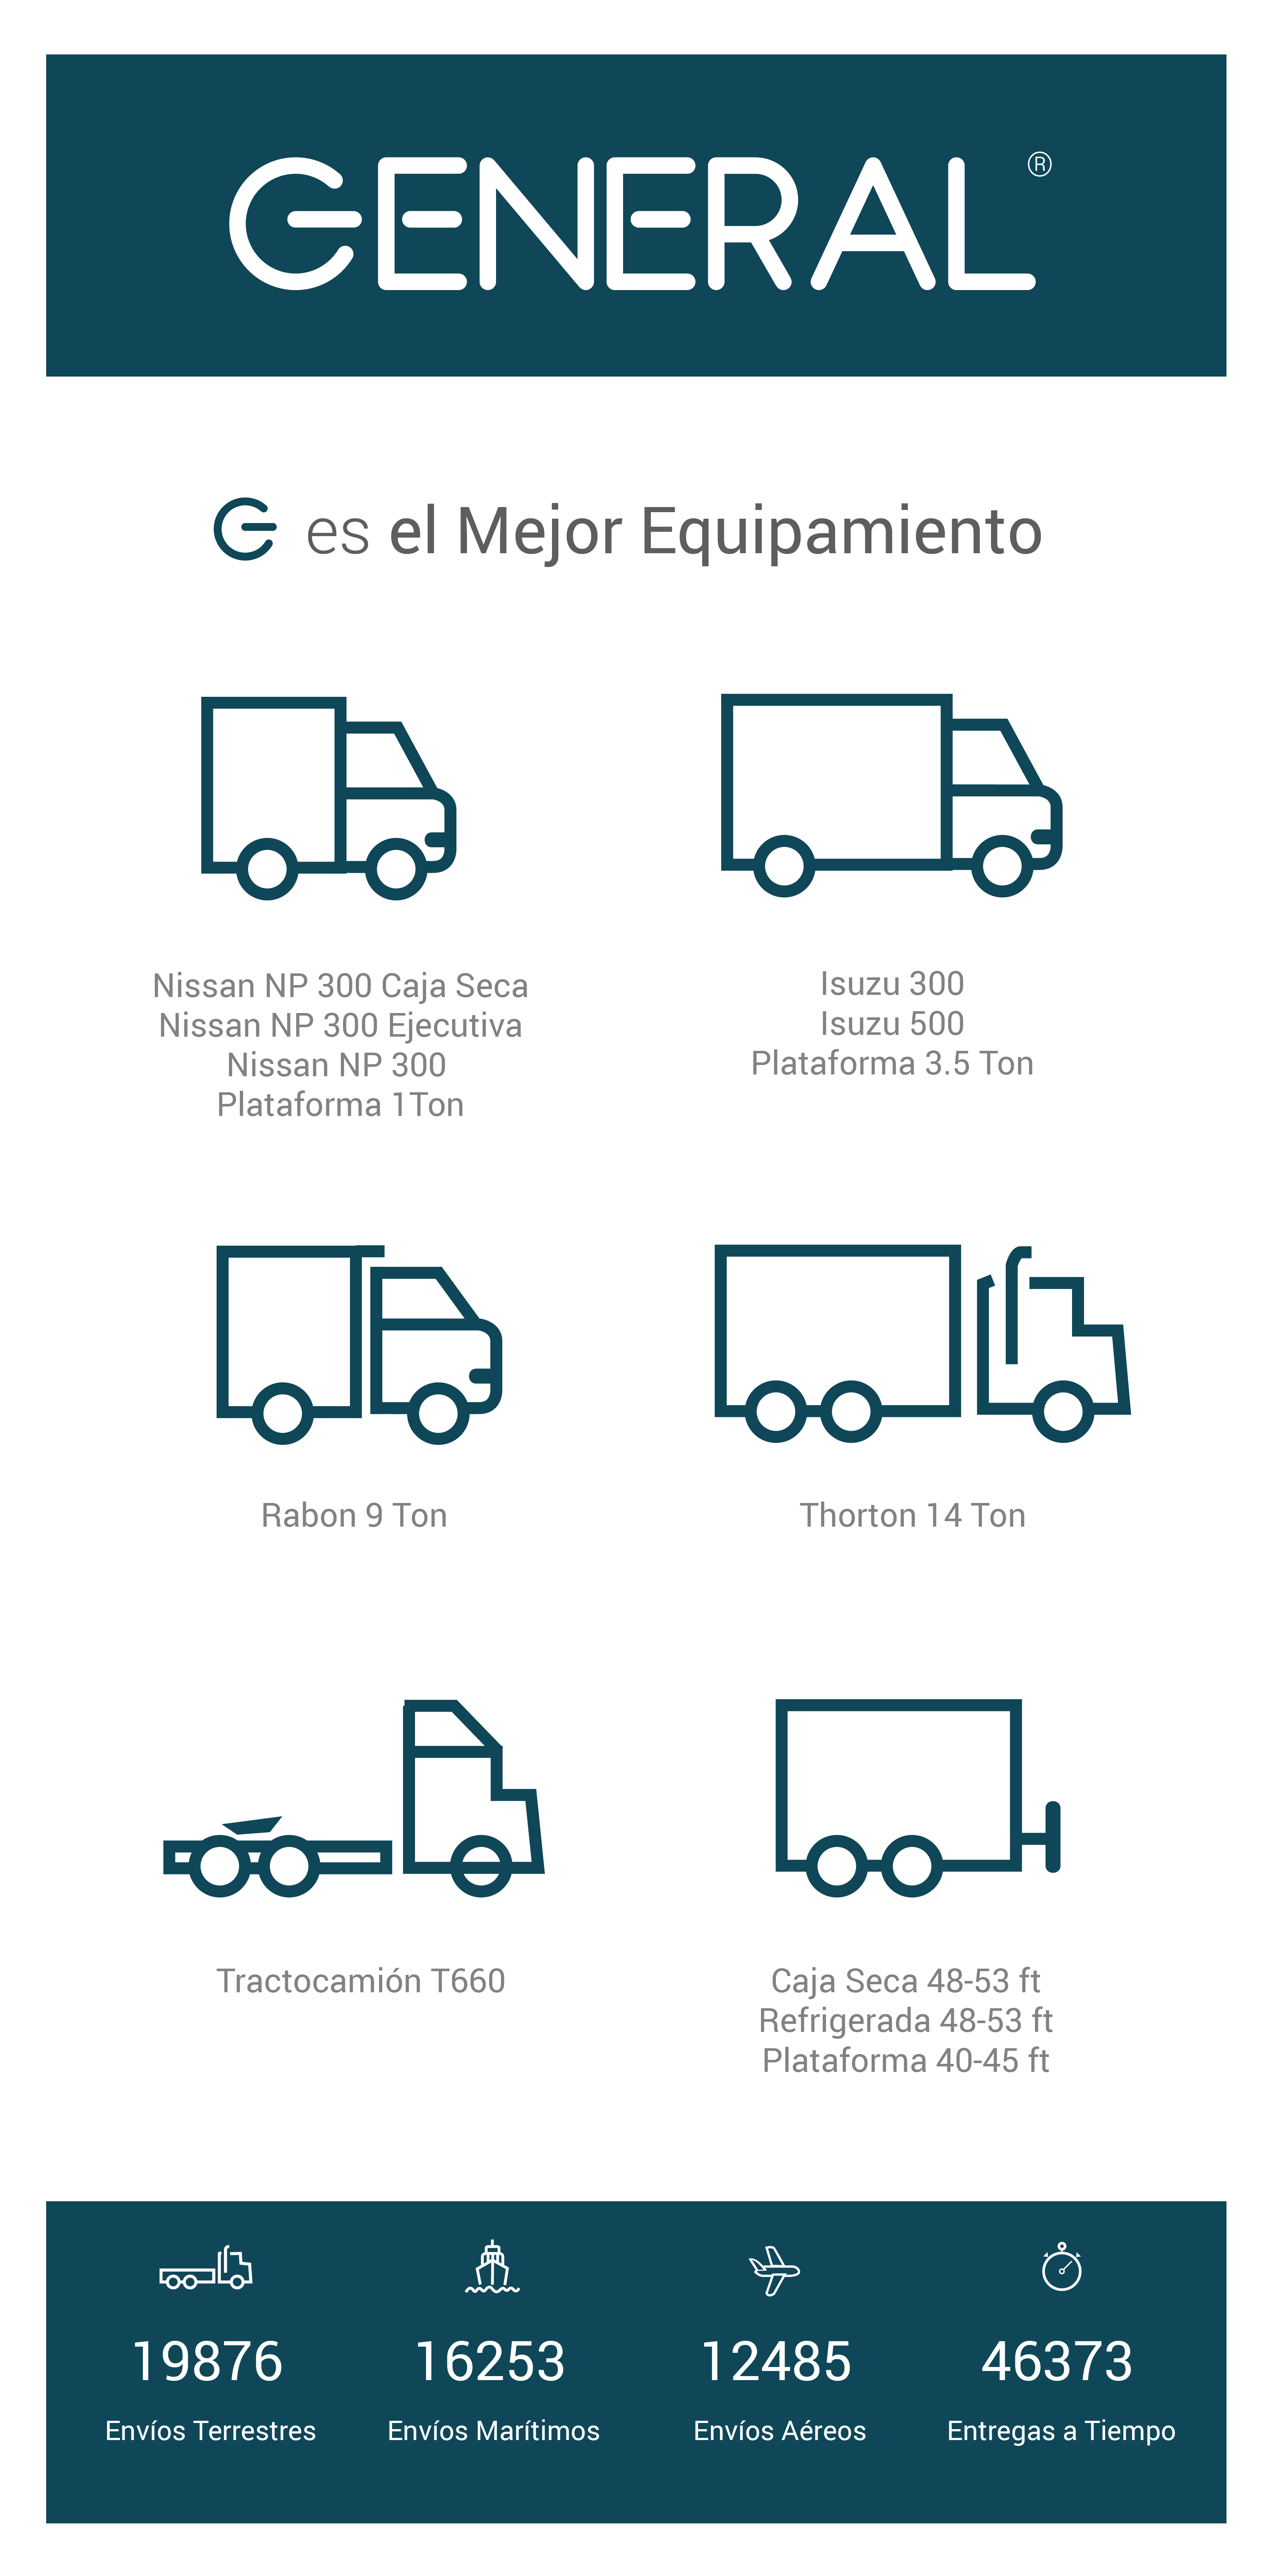 GENERAL®
G es el Mejor Equipamiento
Nissan NP 300 Caja Seca
Nissan NP 300 Ejecutiva
Nissan NP 300
Plataforma 1Ton
Isuzu 300
Isuzu 500
Plataforma 3.5 Ton
Rabon 9 Ton
Thorton 14 Ton
Tractocamión T660
Caja Seca 48-53 ft
Refrigerada 48-53 ft
Plataforma 40-45 ft
19876
Envíos Terrestres
16253
Envíos Marítimos
12485
Envíos Aéreos
46373
Entregas a Tiempo